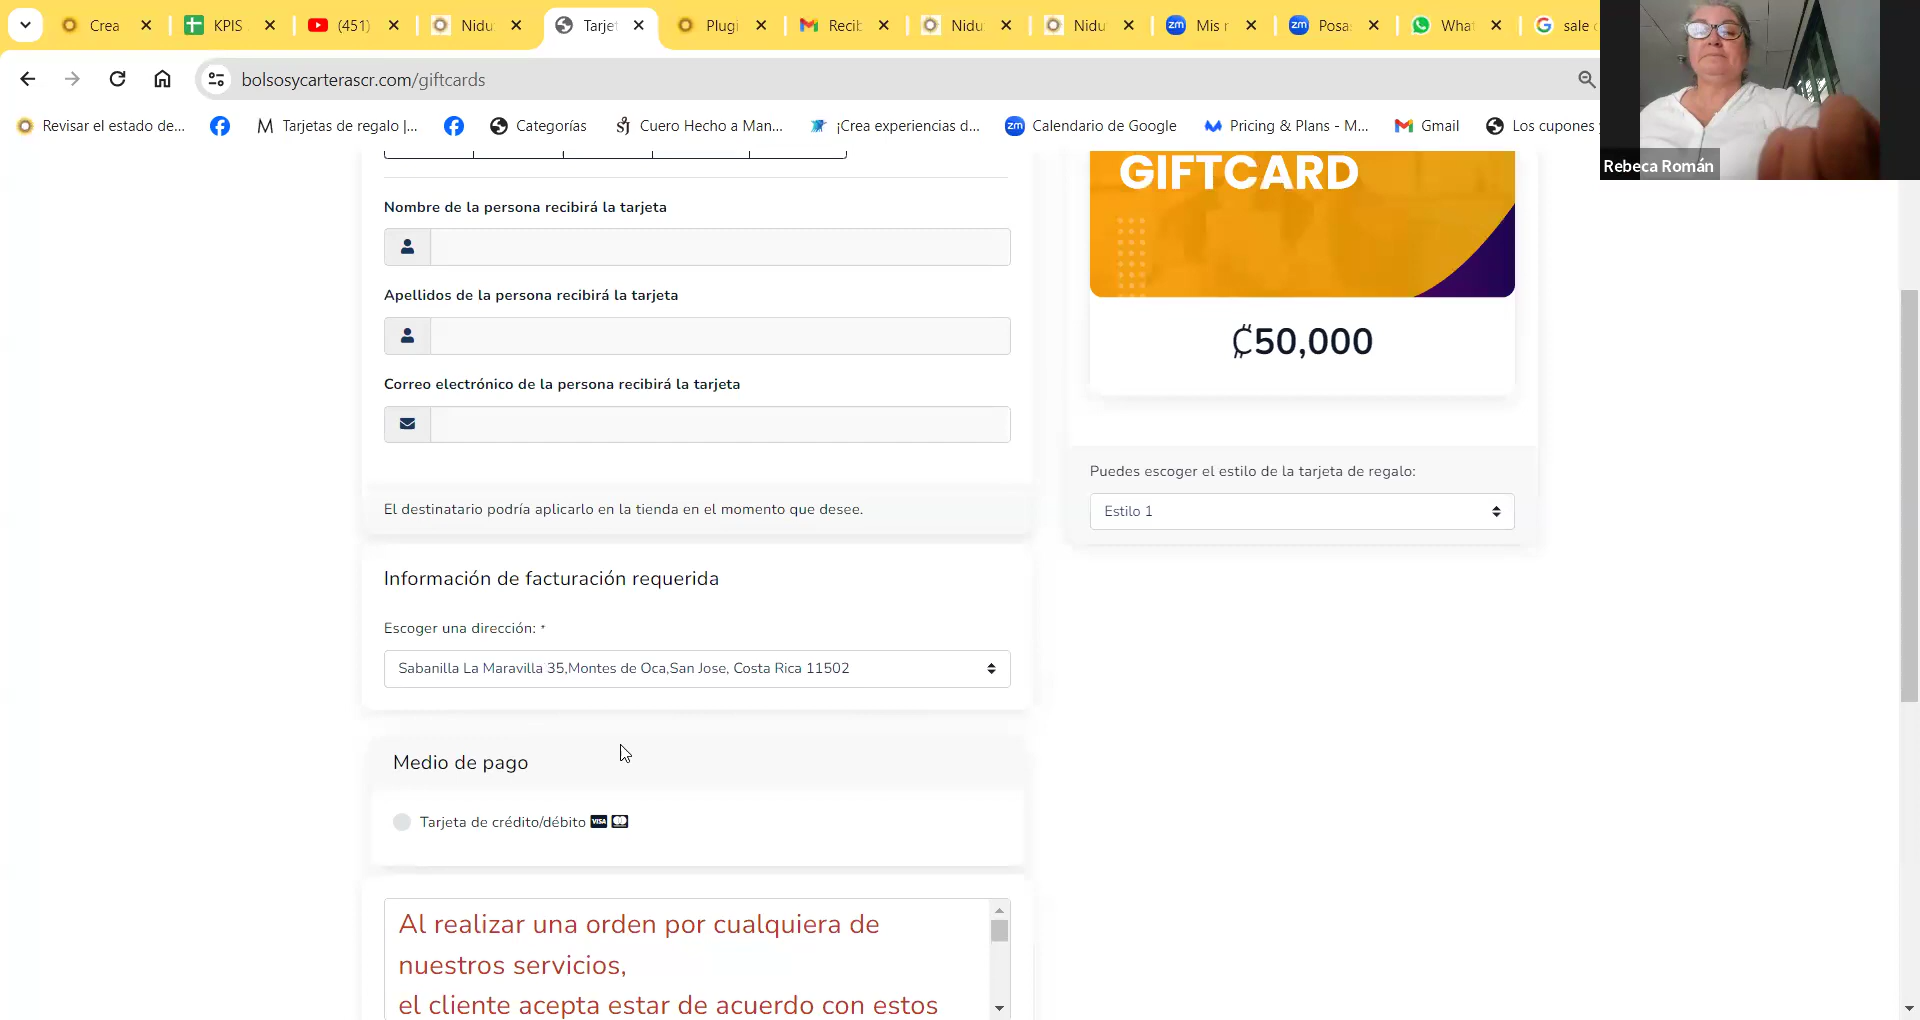 Crea
KPIS
(451)
Nidu
Tarje
Plugi
Recib
Nidu
Nidu
Mis r
Posa
What
sale
bolsosycarterascr.com/giftcards
Revisar el estado de...
Tarjetas de regalo |...
Categorías
Cuero Hecho a Man...
¡Crea experiencias d...
Calendario de Google
Pricing & Plans - M...
Gmail
Los cupones
Rebeca Román
GIFTCARD
Nombre de la persona recibirá la tarjeta
Apellidos de la persona recibirá la tarjeta
₡50,000
Correo electrónico de la persona recibirá la tarjeta
Puedes escoger el estilo de la tarjeta de regalo:
Estilo 1
El destinatario podría aplicarlo en la tienda en el momento que desee.
Información de facturación requerida
Escoger una dirección: *
Sabanilla La Maravilla 35,Montes de Oca,San Jose, Costa Rica 11502
Medio de pago
Tarjeta de crédito/débito VISA
Al realizar una orden por cualquiera de
nuestros servicios,
el cliente acepta estar de acuerdo con estos